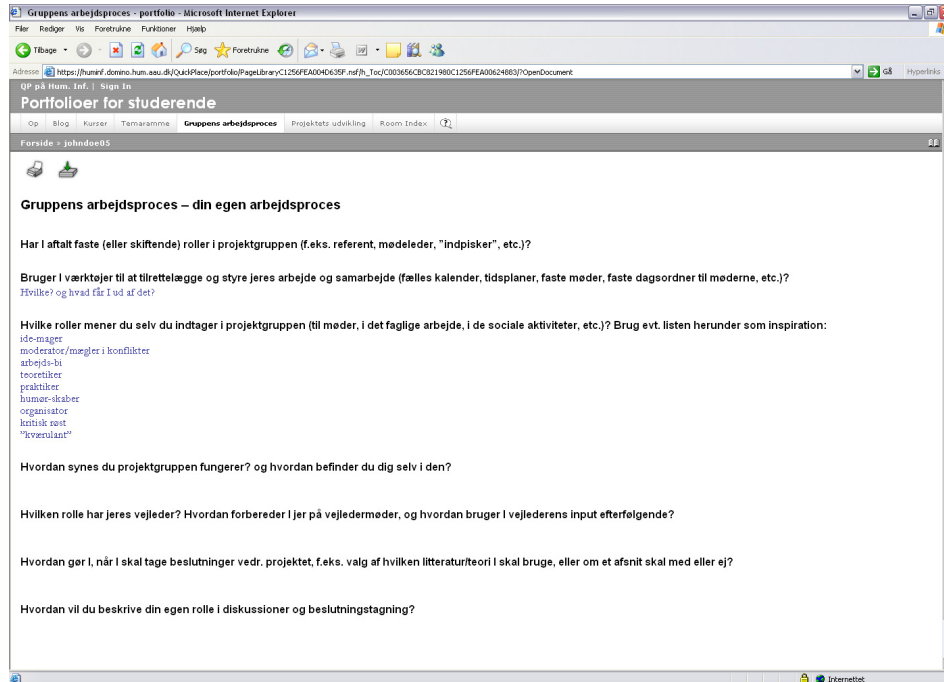 Gruppens arbejdsproces - portfolio - Microsoft Internet Explorer
Filer Rediger Vis Foretrukne Funktioner Hjælp
Tilbage Søg Foretrukne
Adresse https://huminf.domino.hum.aau.dk/QuickPlace/portfolio/PageLibraryC1256FEA004D635F.nsf/h_Toc/C003656CBC821980C1256FEA00624883/?OpenDocument Gå Hyperlinks
QP på Hum. Inf. | Sign In
Portfolioer for studerende
Op Blog Kurser Temaramme Gruppens arbejdsproces Projektets udvikling Room Index
Forside > johndoe05
Gruppens arbejdsproces – din egen arbejdsproces
Har I aftalt faste (eller skiftende) roller i projektgruppen (f.eks. referent, mødeleder, ”indpisker”, etc.)?
Bruger I værktøjer til at tilrettelægge og styre jeres arbejde og samarbejde (fælles kalender, tidsplaner, faste møder, faste dagsordner til møderne, etc.)?
Hvilke? og hvad får I ud af det?
Hvilke roller mener du selv du indtager i projektgruppen (til møder, i det faglige arbejde, i de sociale aktiviteter, etc.)? Brug evt. listen herunder som inspiration:
ide-mager
moderator/mægler i konflikter
arbejds-bi
teoretiker
praktiker
humør-skaber
organisator
kritisk røst
”kværulant”
Hvordan synes du projektgruppen fungerer? og hvordan befinder du dig selv i den?
Hvilken rolle har jeres vejleder? Hvordan forbereder I jer på vejledermøder, og hvordan bruger I vejlederens input efterfølgende?
Hvordan gør I, når I skal tage beslutninger vedr. projektet, f.eks. valg af hvilken litteratur/teori I skal bruge, eller om et afsnit skal med eller ej?
Hvordan vil du beskrive din egen rolle i diskussioner og beslutningstagning?
Internettet